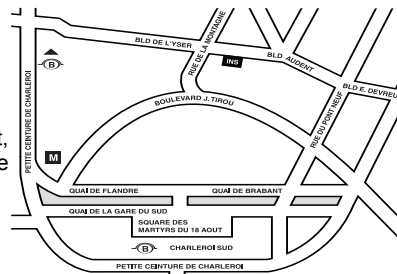 BLD DE L'YSER
RUE DE LA MONTAGNE
BLD AUDENT
INS
B
PETITE CEINTURE DE CHARLEROI
BLD E. DEVREU
BOULEVARD J. TIROU
RUE DU PONT NEUF
t,
M
e
QUAI DE FLANDRE
QUAI DE BRABANT
QUAI DE LA GARE DU SUD
SQUARE DES
MARTYRS DU 18 AOUT
B
CHARLEROI SUD
PETITE CEINTURE DE CHARLEROI